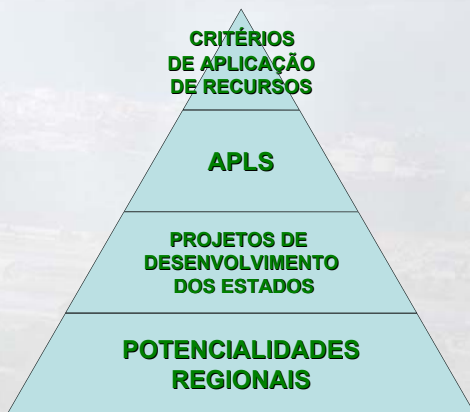 CRITÉRIOS
DE APLICAÇÃO
DE RECURSOS
APLS
PROJETOS DE
DESENVOLVIMENTO
DOS ESTADOS
POTENCIALIDADES
REGIONAIS